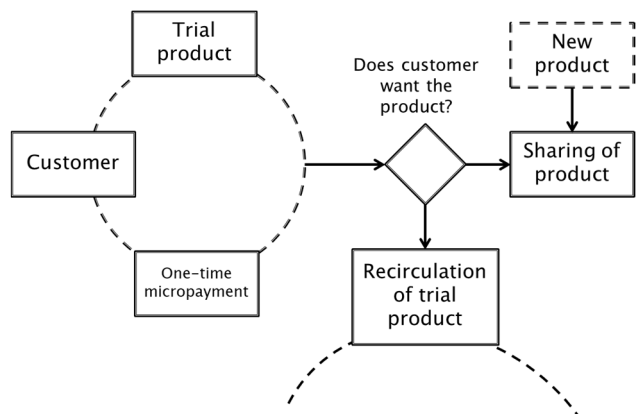 Trial
product
Does customer
want the
product?
New
product
Customer
Sharing of
product
One-time
micropayment
Recirculation
of trial
product